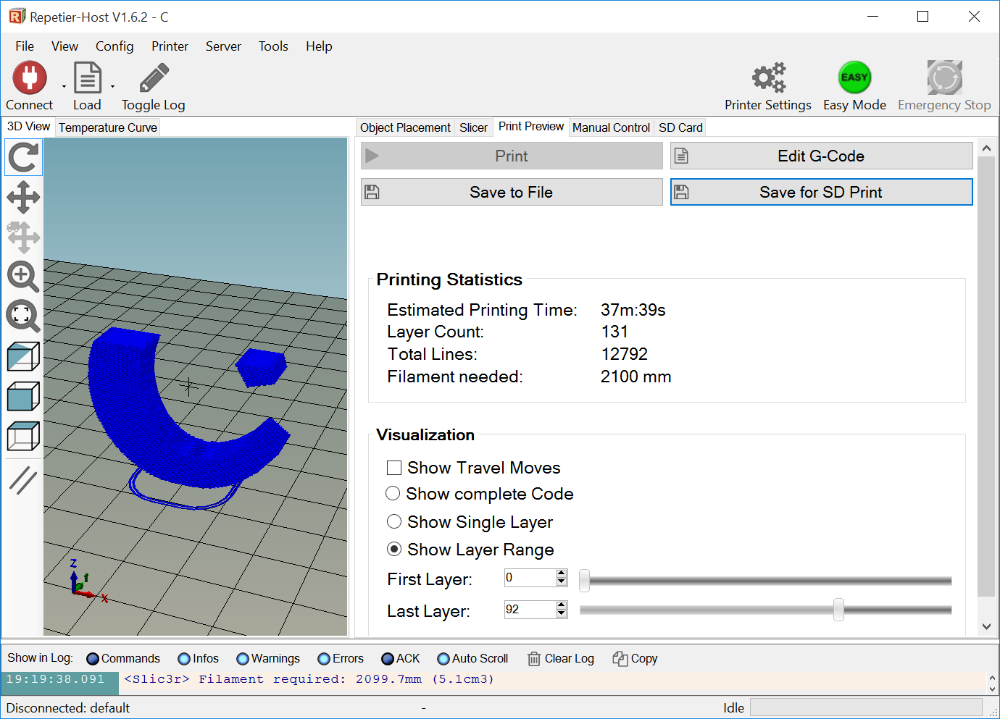 Repetier-Host V1.6.2 - C
File View Config Printer Server Tools Help
EASY
Connect Load Toggle Log Printer Settings Easy Mode Emergency Stop
3D View Temperature Curve Object Placement Slicer Print Preview Manual Control SD Card
Print Edit G-Code
Save to File Save for SD Print
Printing Statistics
Estimated Printing Time: 37m:39s
Layer Count: 131
Total Lines: 12792
Filament needed: 2100 mm
Visualization
Show Travel Moves
Show complete Code
Show Single Layer
Show Layer Range
First Layer: 0
Last Layer: 92
Z
X
Show in Log: Commands Infos Warnings Errors ACK Auto Scroll Clear Log Copy
19:19:38.091 <Slic3r> Filament required: 2099.7mm (5.1cm3)
Disconnected: default - Idle